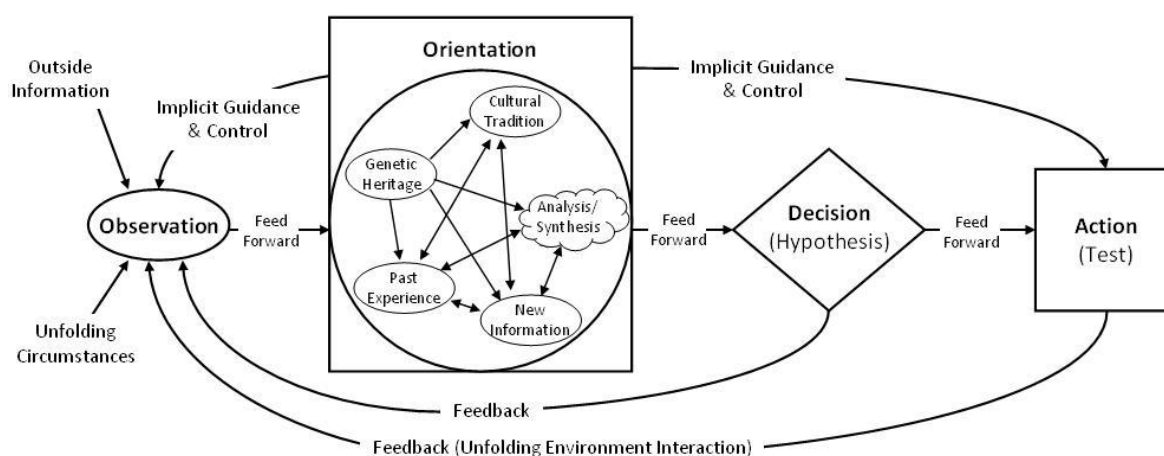 Orientation
Outside
Information
Implicit Guidance
& Control
Implicit Guidance
& Control
Cultural
Tradition
Genetic
Heritage
Analysis/
Synthesis
Past
Experience
New
Information
Observation
Feed
Forward
Feed
Forward
Decision
(Hypothesis)
Feed
Forward
Action
(Test)
Unfolding
Circumstances
Feedback
Feedback (Unfolding Environment Interaction)